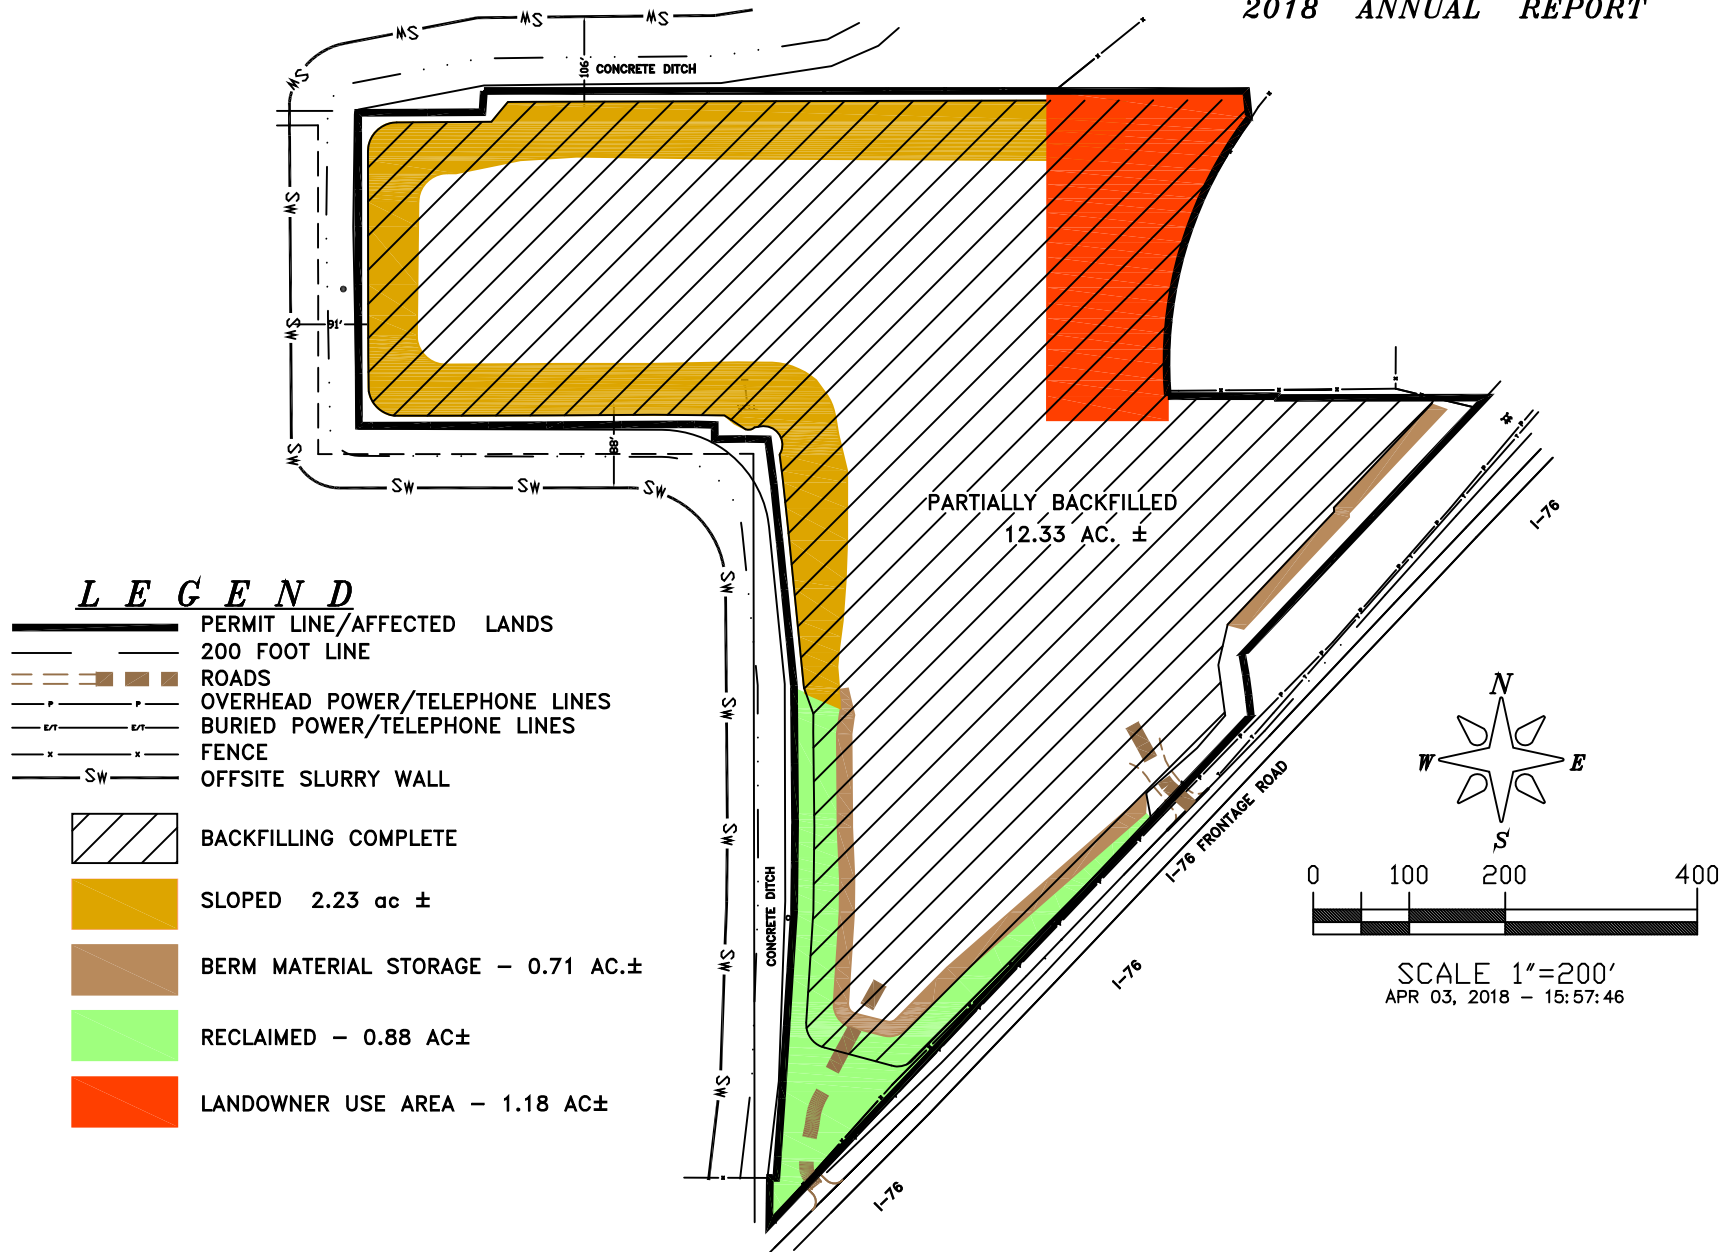 2018 ANNUAL REPORT
SW SW SW
SW
106'
CONCRETE DITCH
SW
SW
91'
SW
88'
SW SW SW
PARTIALLY BACKFILLED
12.33 AC. ±
I-76
SW
LEGEND
PERMIT LINE/AFFECTED LANDS
200 FOOT LINE
ROADS
P P OVERHEAD POWER/TELEPHONE LINES
E/T E/T BURIED POWER/TELEPHONE LINES
x x FENCE
SW OFFSITE SLURRY WALL
BACKFILLING COMPLETE
SLOPED 2.23 ac ±
BERM MATERIAL STORAGE - 0.71 AC.±
RECLAIMED - 0.88 AC±
LANDOWNER USE AREA - 1.18 AC±
SW
SW
SW
SW
CONCRETE DITCH
I-76 FRONTAGE ROAD
I-76
I-76
N
W E
S
0 100 200 400
SCALE 1"=200'
APR 03, 2018 - 15:57:46